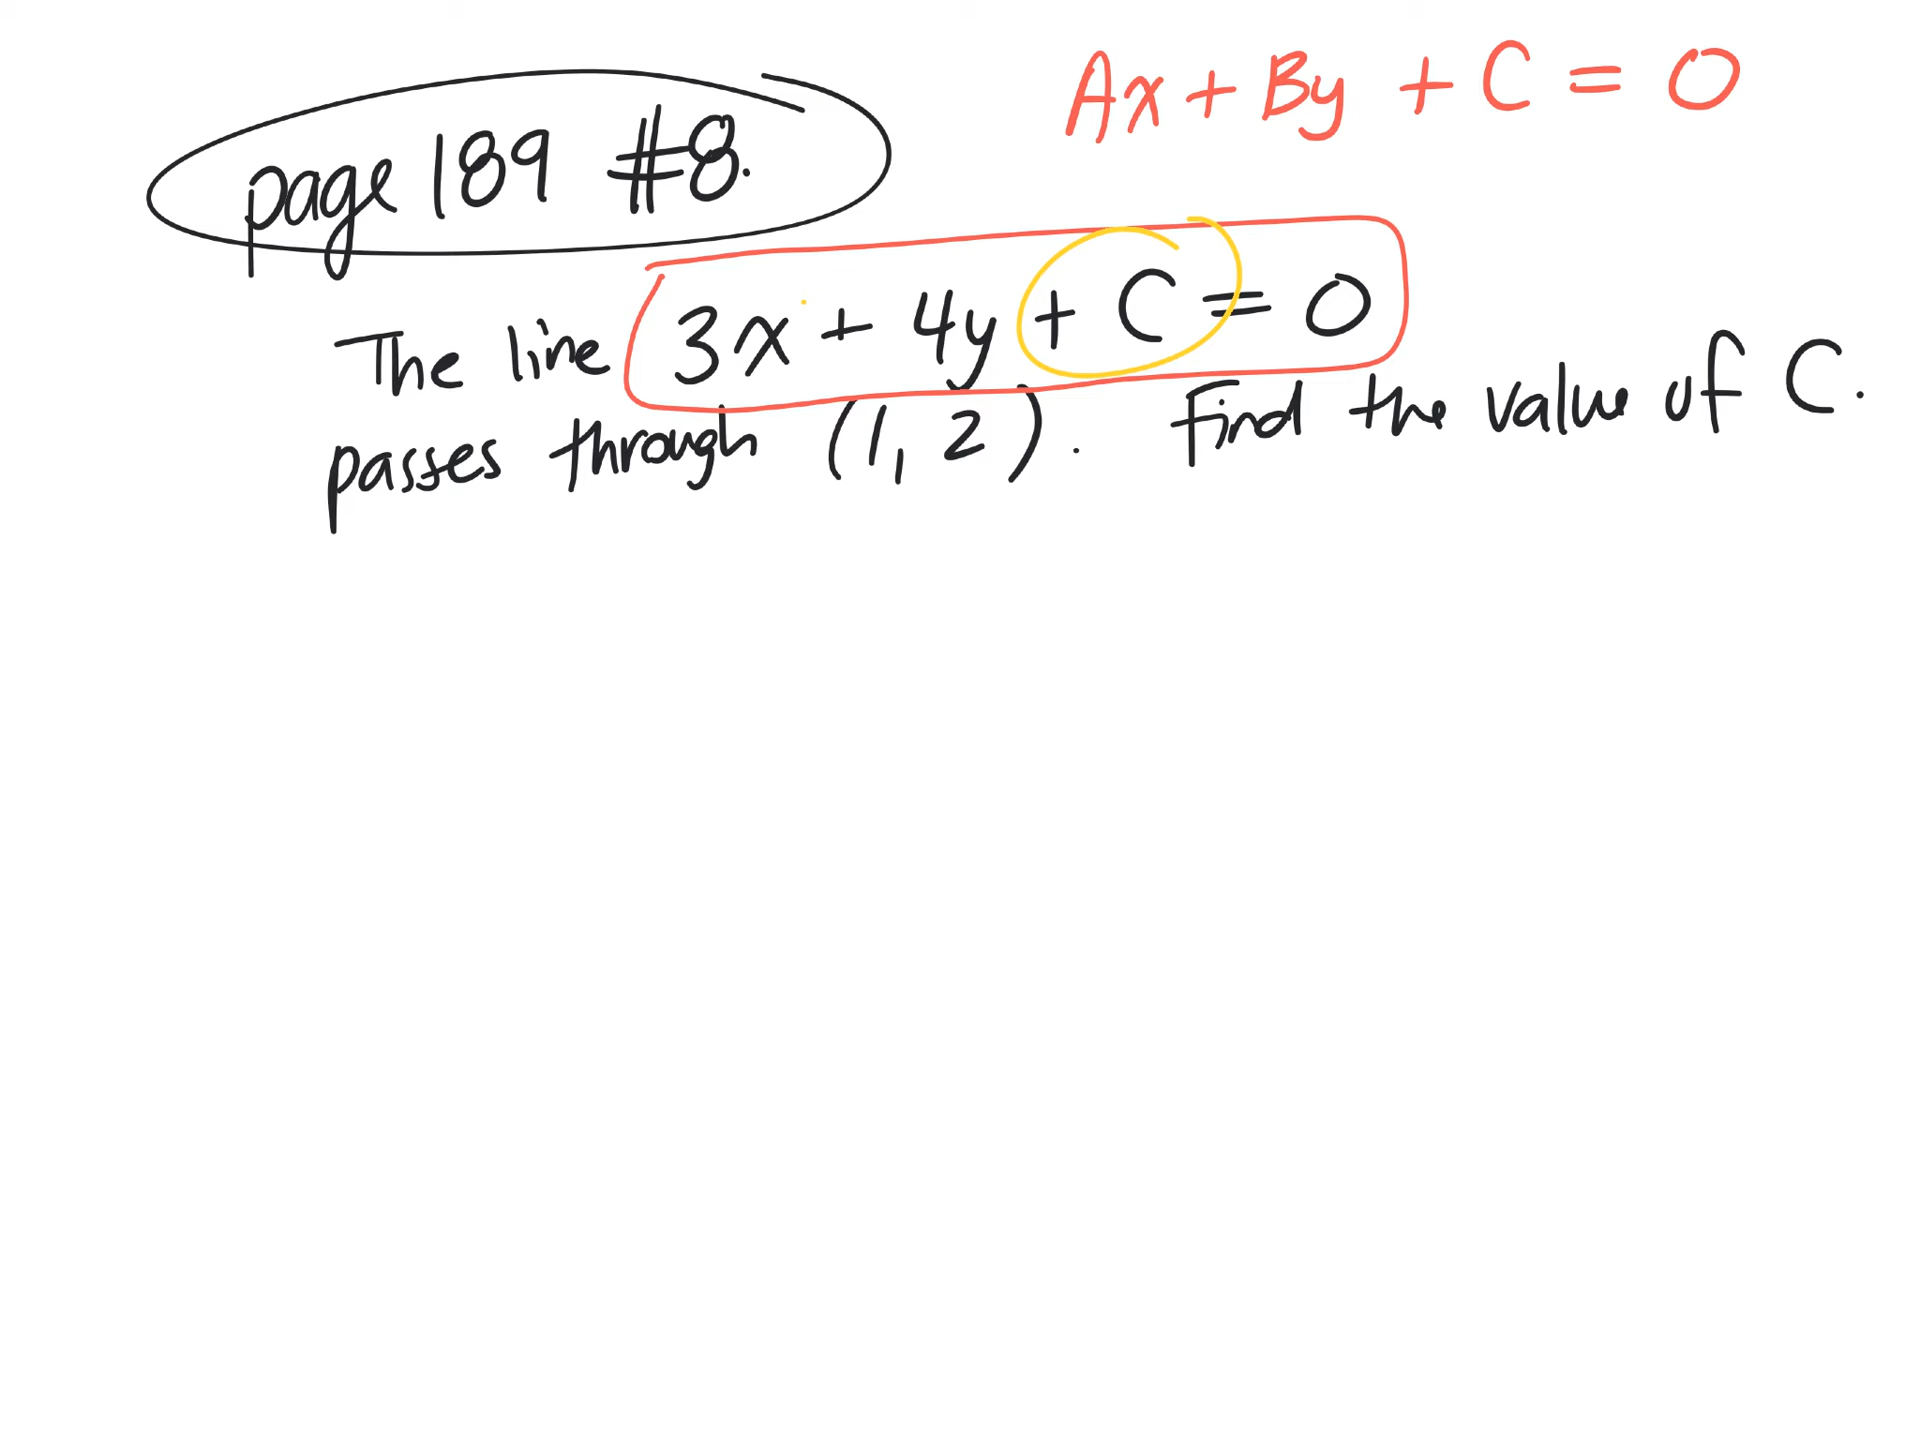 Ax + By + C = 0
page 189 #8.
The line 3x + 4y + C = 0
passes through (1, 2). Find the value of C.